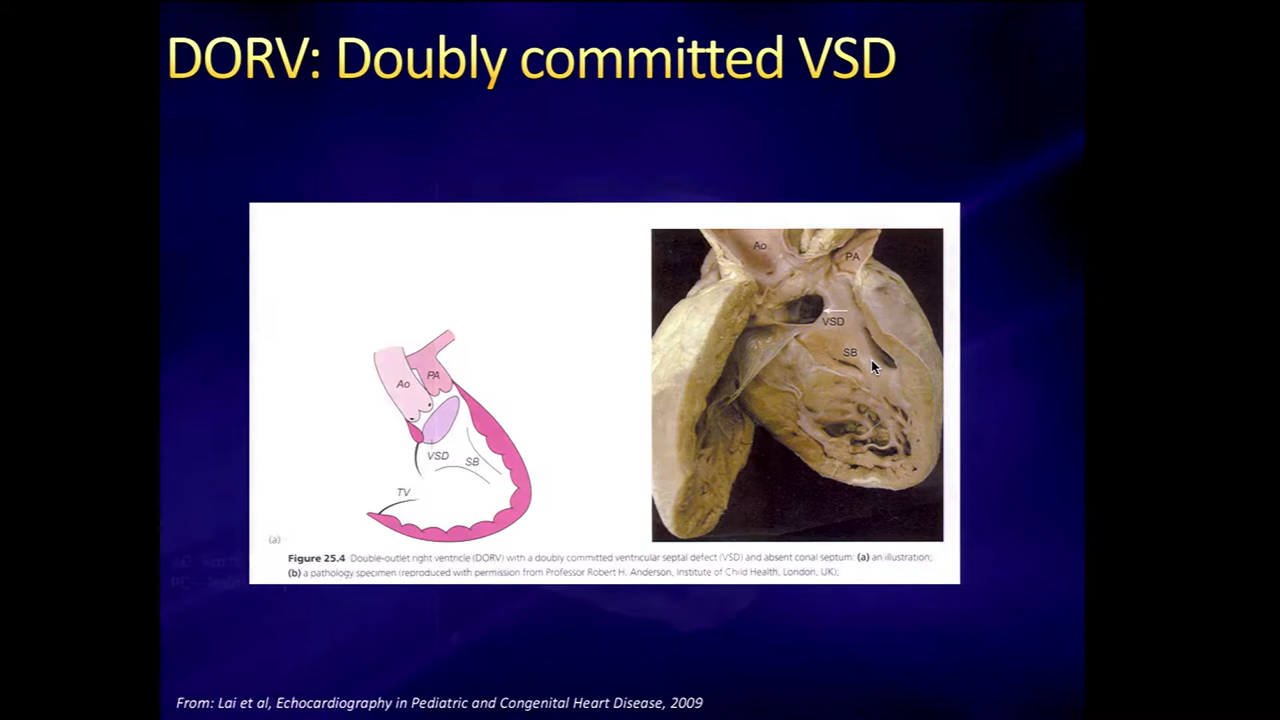 DORV: Doubly committed VSD
Ao
PA
VSD
SB
TV
(a)
Ao
PA
VSD
SB
Figure 25.4 Double-outlet right ventricle (DORV) with a doubly committed ventricular septal defect (VSD) and absent conal septum: (a) an illustration;
(b) a pathology specimen (reproduced with permission from Professor Robert H. Anderson, Institute of Child Health, London, UK);
From: Lai et al, Echocardiography in Pediatric and Congenital Heart Disease, 2009